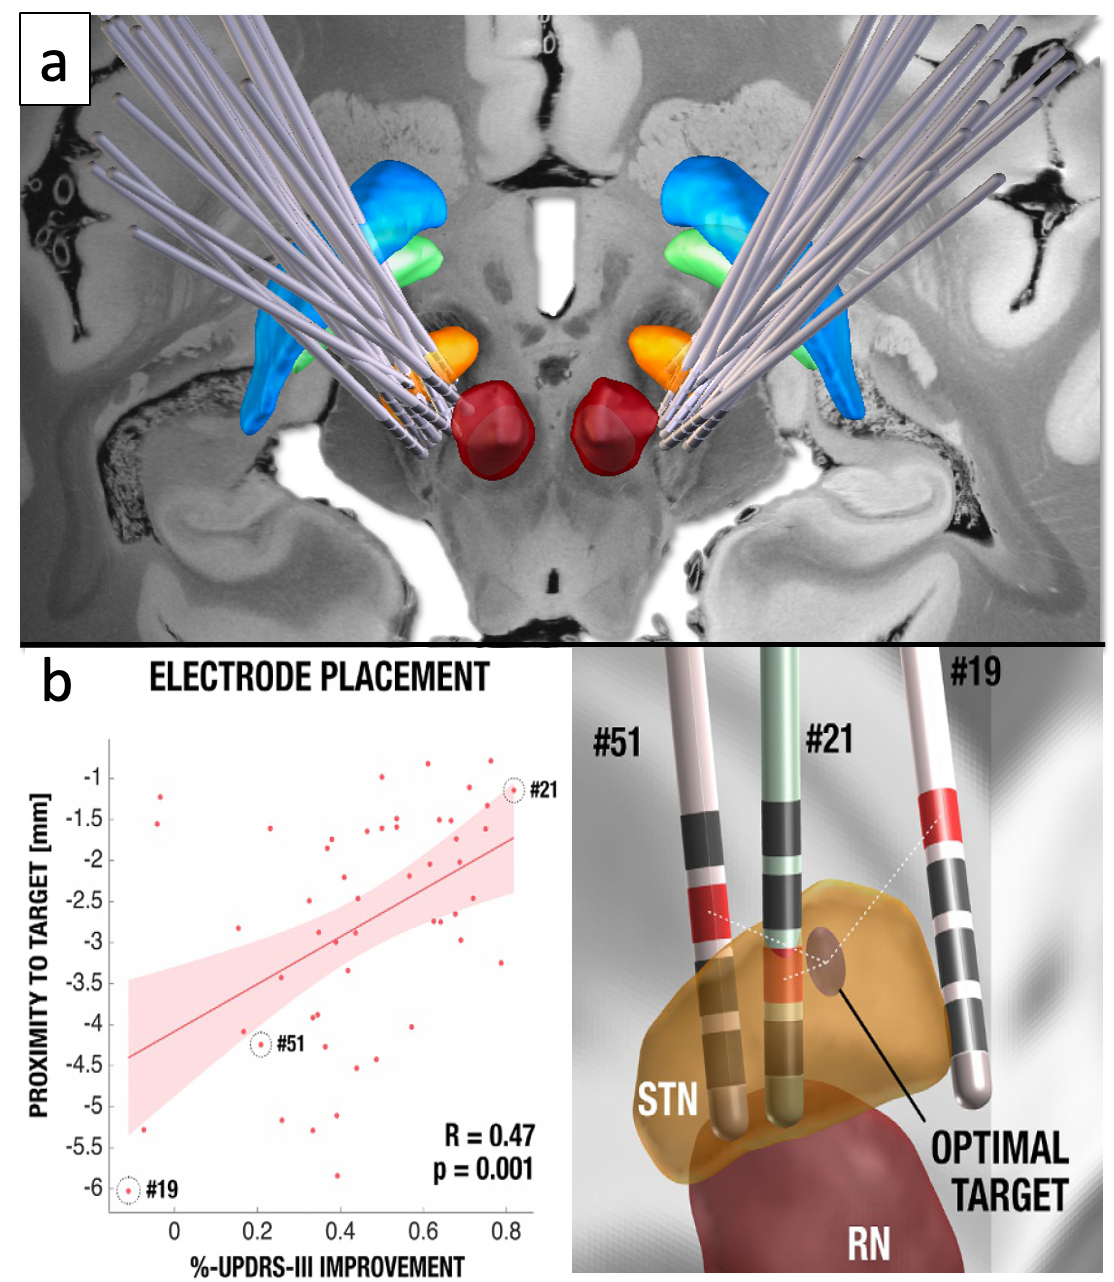 a
b
ELECTRODE PLACEMENT
PROXIMITY TO TARGET [mm]
-1
-1.5
-2
-2.5
-3
-3.5
-4
-4.5
-5
-5.5
-6
#21
#51
#19
R = 0.47
p = 0.001
0
0.2
0.4
0.6
0.8
%-UPDRS-III IMPROVEMENT
#51
#21
#19
STN
OPTIMAL
TARGET
RN